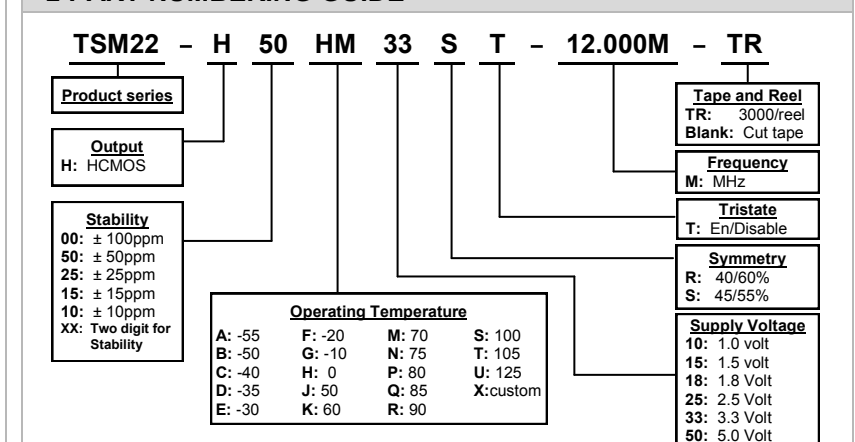 TSM22 – H 50 HM 33 S T – 12.000M – TR
Product series
Output
H: HCMOS
Stability
00: ± 100ppm
50: ± 50ppm
25: ± 25ppm
15: ± 15ppm
10: ± 10ppm
XX: Two digit for
Stability
Operating Temperature
A: -55 F: -20 M: 70 S: 100
B: -50 G: -10 N: 75 T: 105
C: -40 H: 0 P: 80 U: 125
D: -35 J: 50 Q: 85 X:custom
E: -30 K: 60 R: 90
Tape and Reel
TR: 3000/reel
Blank: Cut tape
Frequency
M: MHz
Tristate
T: En/Disable
Symmetry
R: 40/60%
S: 45/55%
Supply Voltage
10: 1.0 volt
15: 1.5 volt
18: 1.8 Volt
25: 2.5 Volt
33: 3.3 Volt
50: 5.0 Volt